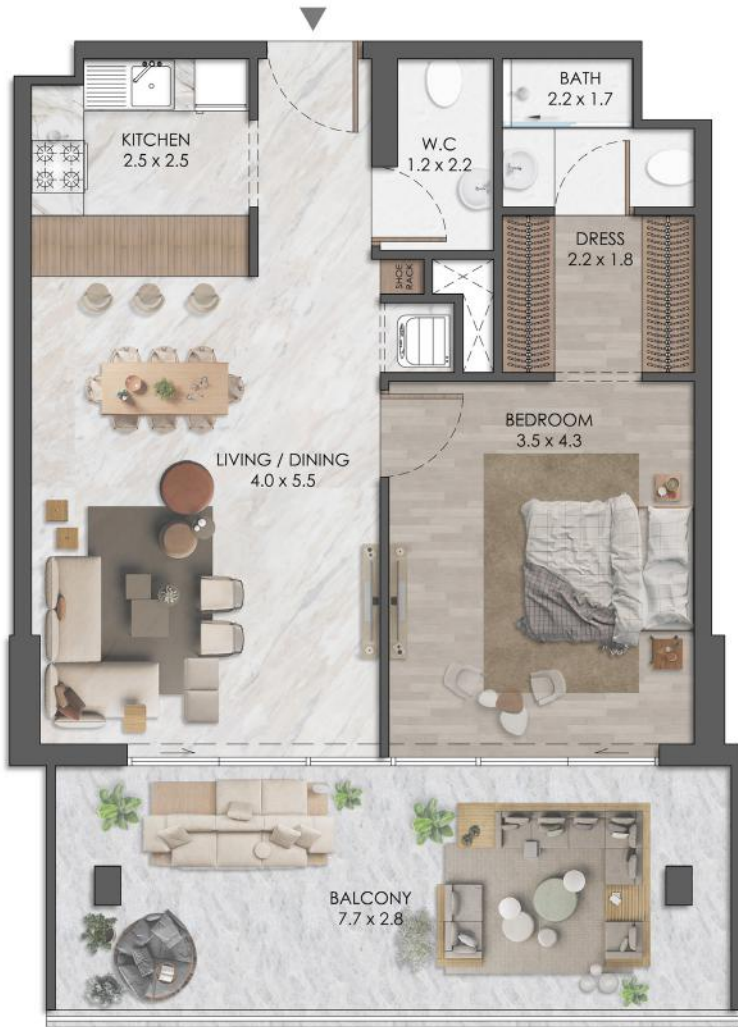 BATH
2.2 x 1.7
KITCHEN
2.5 x 2.5
W.C
1.2 x 2.2
DRESS
2.2 x 1.8
SHOE
RACK
BEDROOM
3.5 x 4.3
LIVING / DINING
4.0 x 5.5
BALCONY
7.7 x 2.8